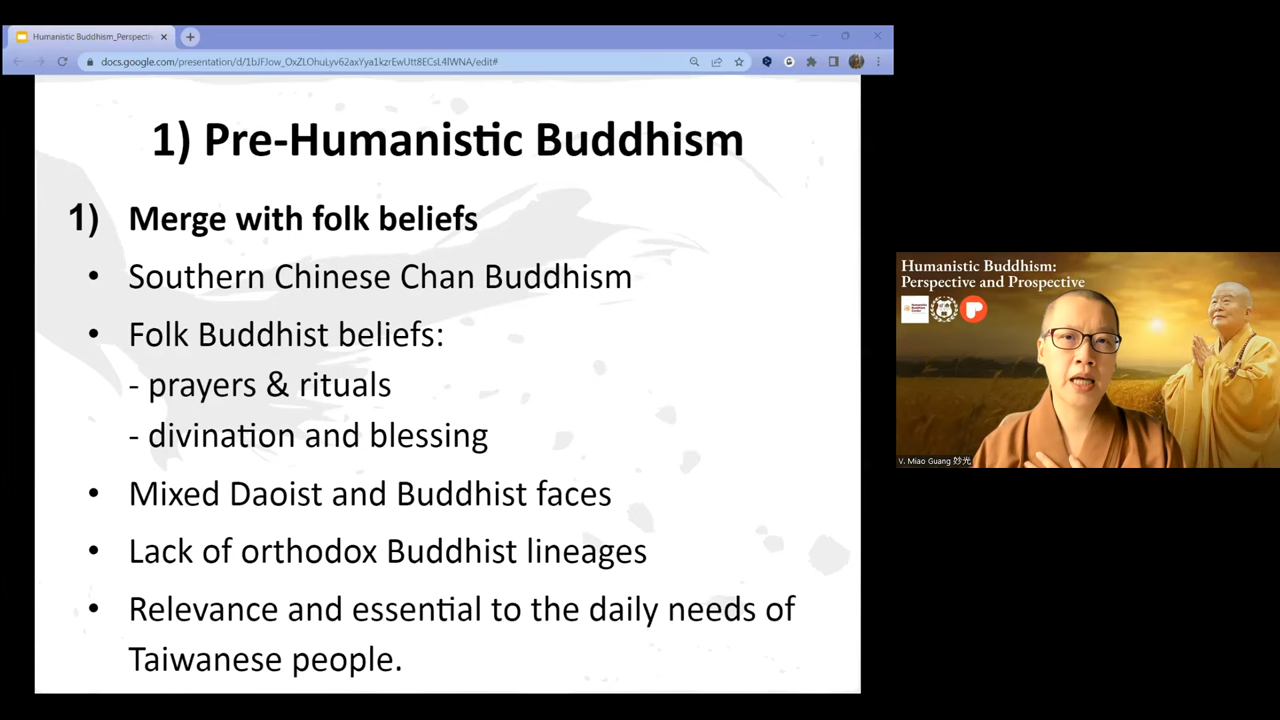 Humanistic Buddhism_Perspectiv
docs.google.com/presentation/d/1bJFJow_OxZLOhuLyv62axYya1kzrEwUtt8ECsL4lWNA/edit#
1) Pre-Humanistic Buddhism
1) Merge with folk beliefs
• Southern Chinese Chan Buddhism
• Folk Buddhist beliefs:
- prayers & rituals
- divination and blessing
• Mixed Daoist and Buddhist faces
• Lack of orthodox Buddhist lineages
• Relevance and essential to the daily needs of
Taiwanese people.
Humanistic Buddhism:
Perspective and Prospective
V. Miao Guang 妙光